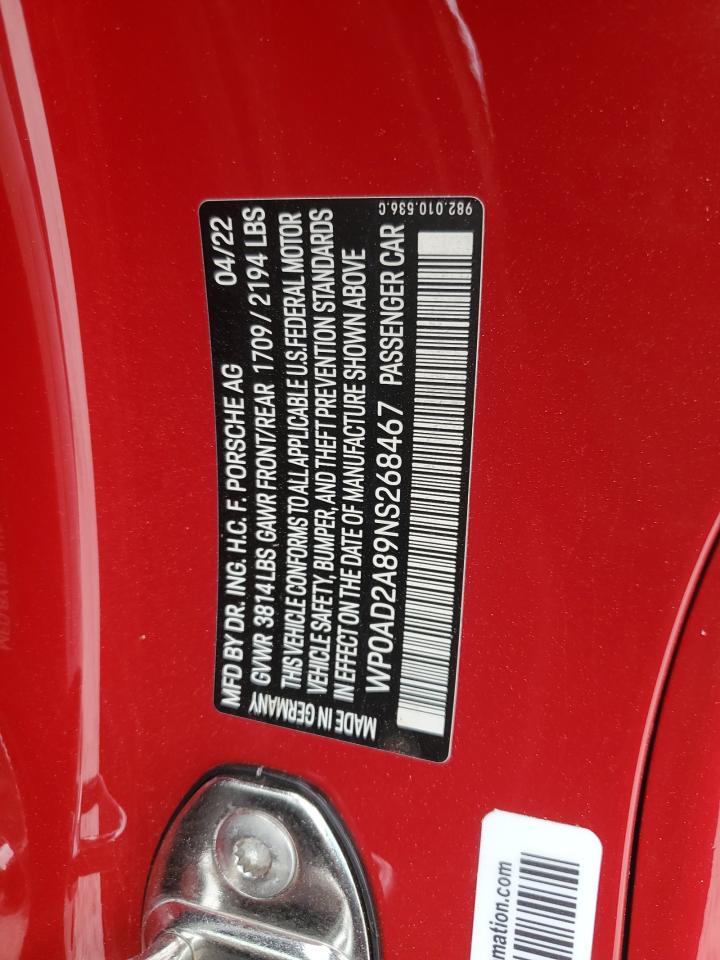 MFD BY DR. ING. H.C. F. PORSCHE AG 04/22
GVWR 3814 LBS, GAWR FRONT/REAR 1709 / 2194 LBS
THIS VEHICLE CONFORMS TO ALL APPLICABLE U.S. FEDERAL MOTOR
VEHICLE SAFETY, BUMPER, AND THEFT PREVENTION STANDARDS
IN EFFECT ON THE DATE OF MANUFACTURE SHOWN ABOVE
WP0AD2A89NS268467 PASSENGER CAR
MADE IN GERMANY
982.010.536.C
mation.com